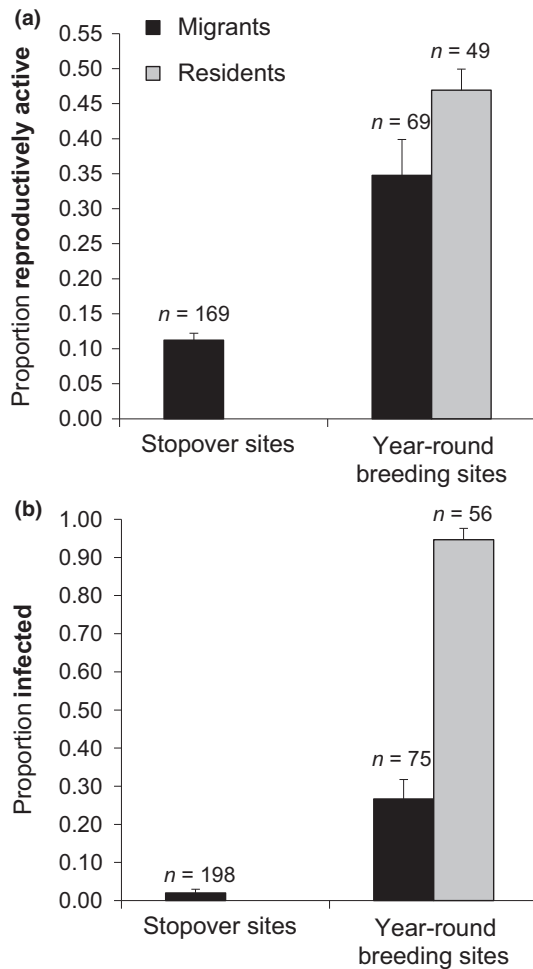 (a)
Migrants
Residents
Proportion reproductively active
0.55
0.50
0.45
0.40
0.35
0.30
0.25
0.20
0.15
0.10
0.05
0.00
n = 169
n = 69
n = 49
Stopover sites
Year-round
breeding sites
(b)
Proportion infected
1.00
0.90
0.80
0.70
0.60
0.50
0.40
0.30
0.20
0.10
0.00
n = 198
n = 75
n = 56
Stopover sites
Year-round
breeding sites